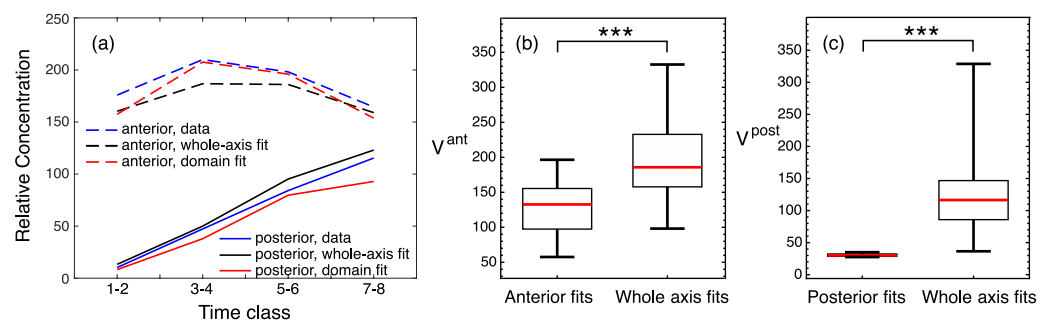 (a)
250
200
150
100
50
0
Relative Concentration
anterior, data
anterior, whole-axis fit
anterior, domain fit
posterior, data
posterior, whole-axis fit
posterior, domain fit
1-2 3-4 5-6 7-8
Time class
(b)
***
350
300
250
200
150
100
50
V^ant
Anterior fits Whole axis fits
(c)
***
350
300
250
200
150
100
50
0
V^post
Posterior fits Whole axis fits